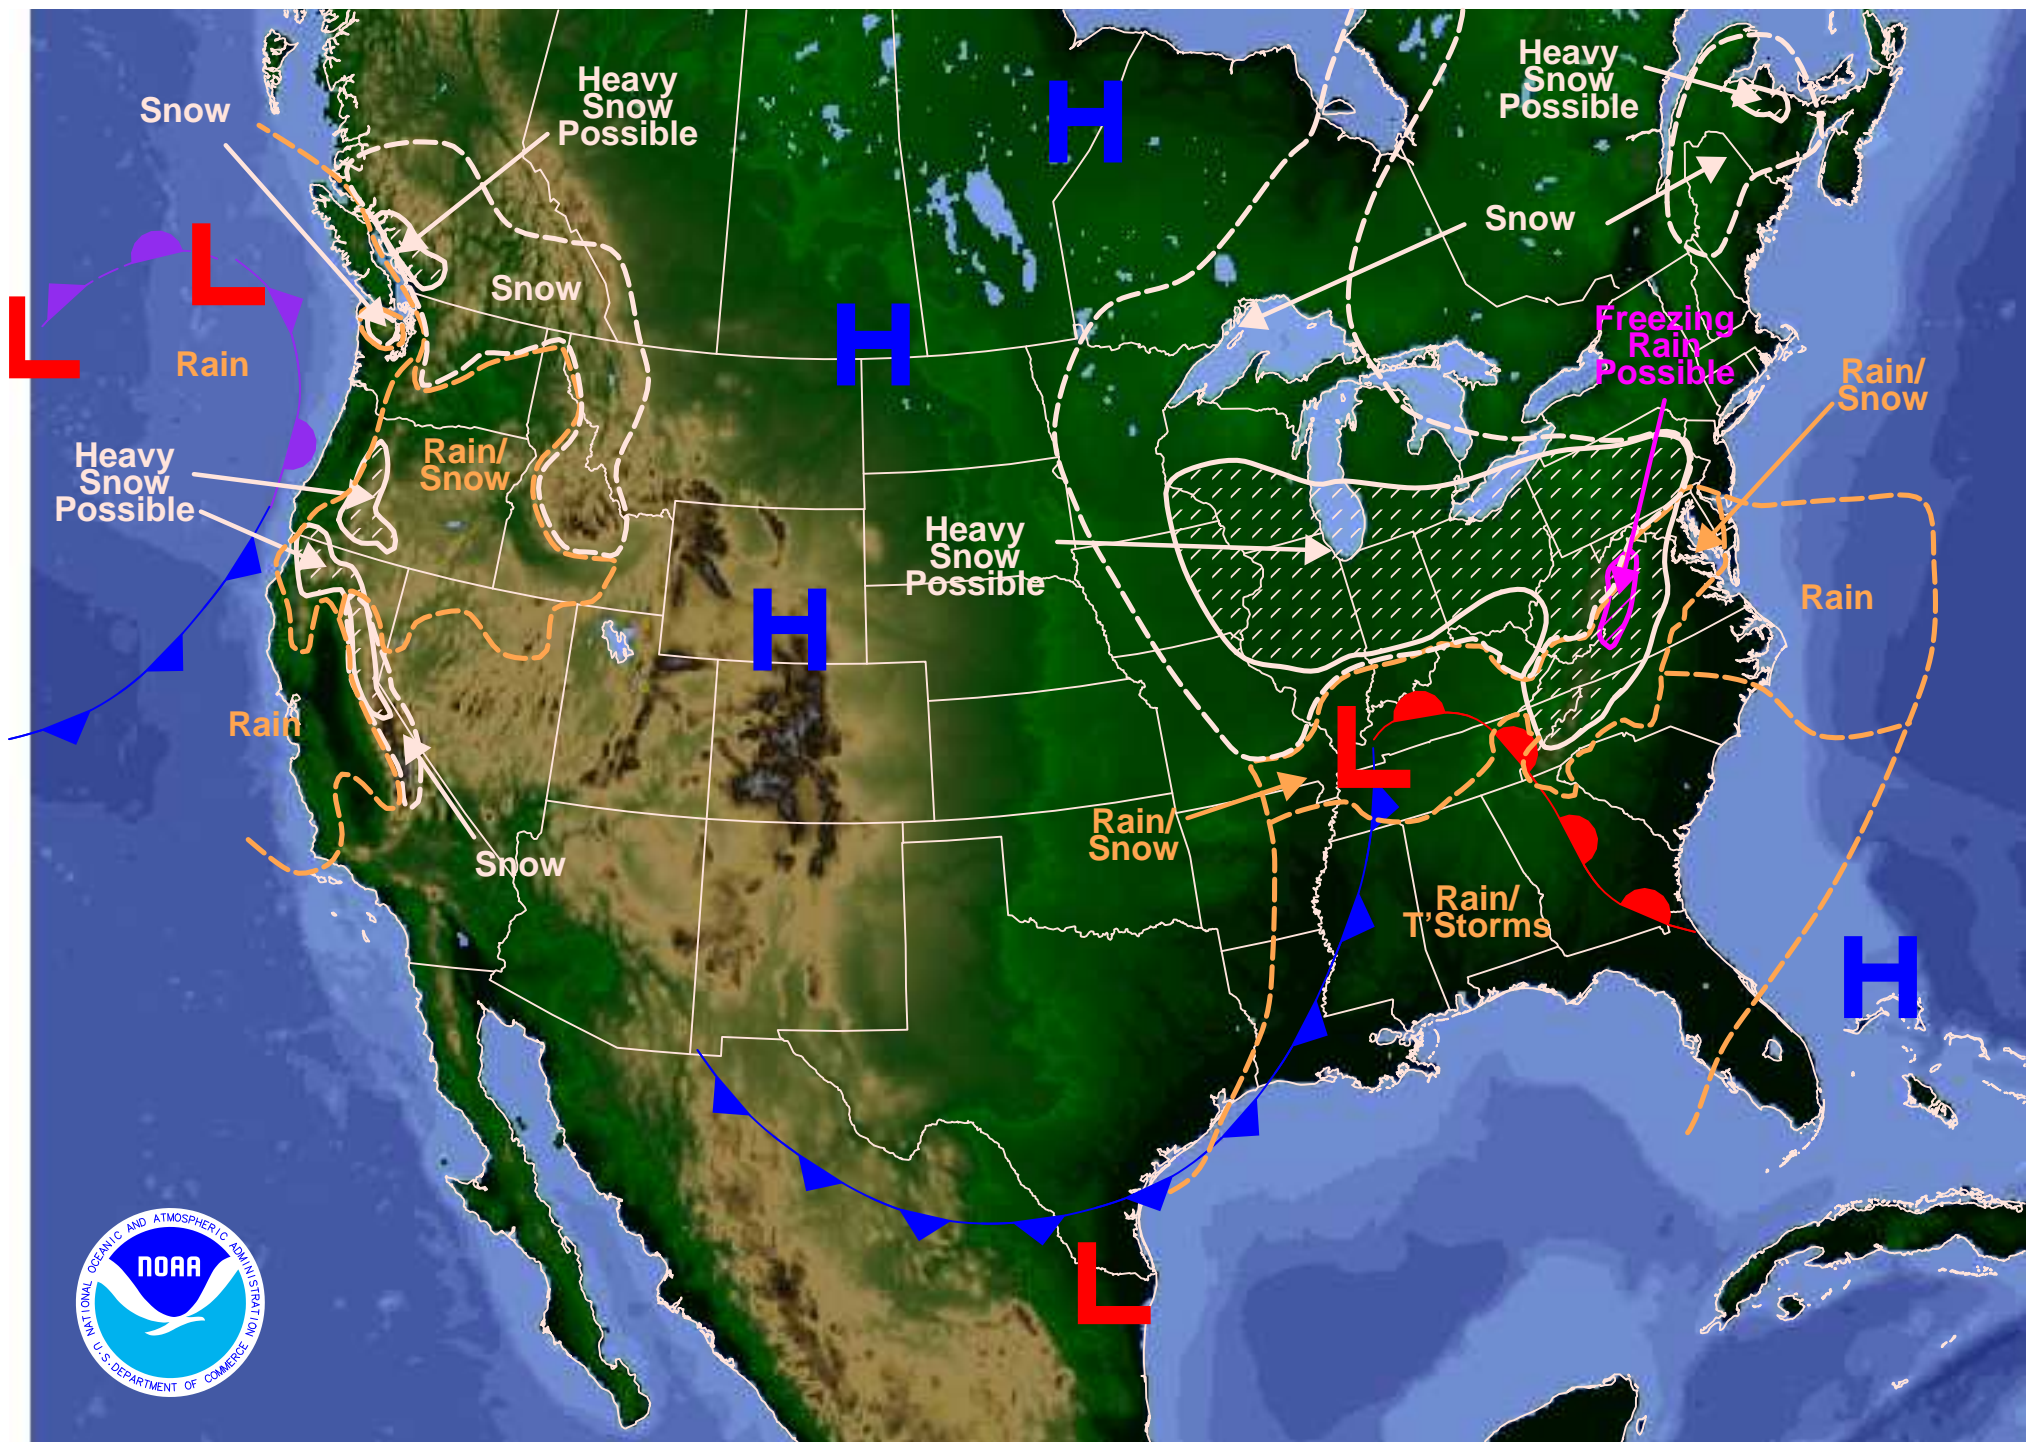 Heavy
Snow
Possible
Snow
H
Heavy
Snow
Possible
Snow
L
Snow
L
H
Freezing
Rain
Possible
Rain
Rain/
Snow
Heavy
Snow
Possible
Rain/
Snow
Heavy
Snow
Possible
H
Rain
Rain
L
Rain/
Snow
Snow
Rain/
T'Storms
H
L
NATIONAL OCEANIC AND ATMOSPHERIC ADMINISTRATION
NOAA
U.S. DEPARTMENT OF COMMERCE